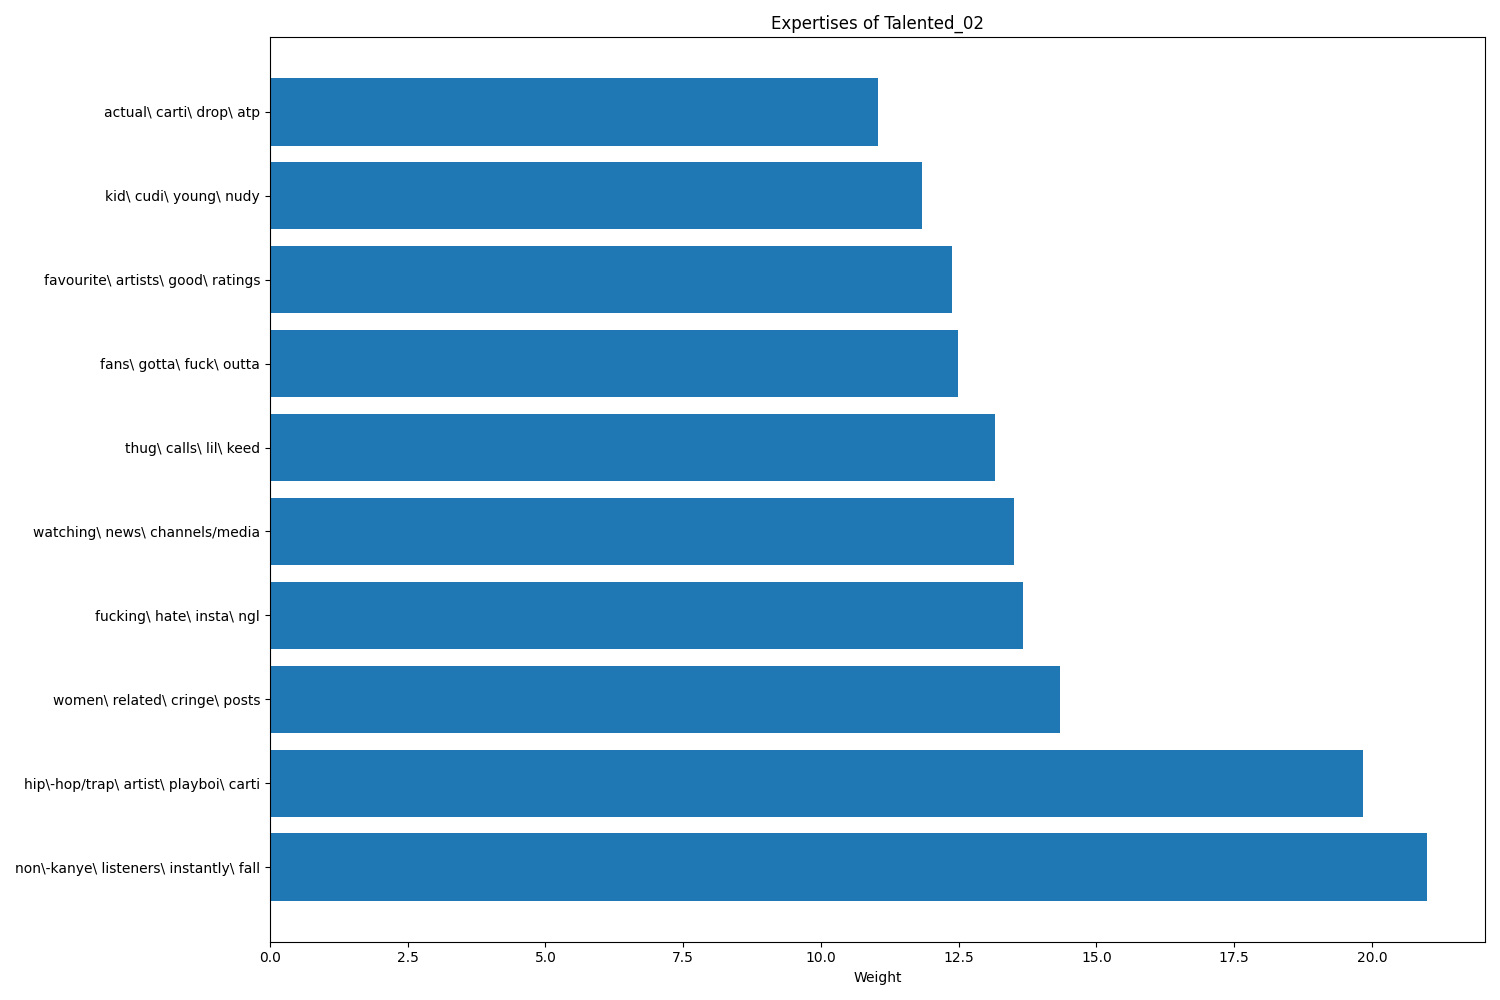 Expertises of Talented_02
actual\ carti\ drop\ atp
kid\ cudi\ young\ nudy
favourite\ artists\ good\ ratings
fans\ gotta\ fuck\ outta
thug\ calls\ lil\ keed
watching\ news\ channels/media
fucking\ hate\ insta\ ngl
women\ related\ cringe\ posts
hip\-hop/trap\ artist\ playboi\ carti
non\-kanye\ listeners\ instantly\ fall
0.0 2.5 5.0 7.5 10.0 12.5 15.0 17.5 20.0
Weight